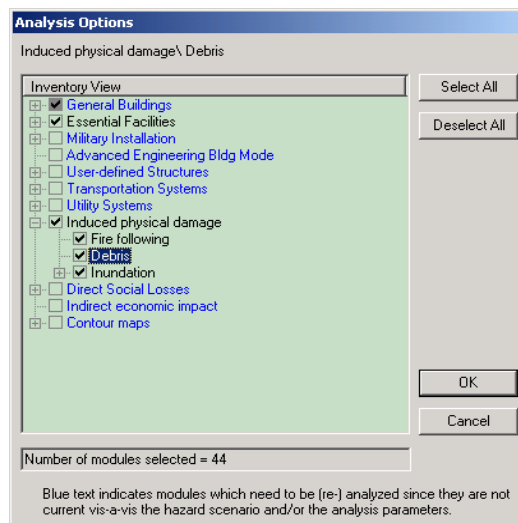 Analysis Options
Induced physical damage\ Debris
Inventory View
General Buildings
Essential Facilities
Military Installation
Advanced Engineering Bldg Mode
User-defined Structures
Transportation Systems
Utility Systems
Induced physical damage
Fire following
Debris
Inundation
Direct Social Losses
Indirect economic impact
Contour maps
Select All
Deselect All
OK
Cancel
Number of modules selected = 44
Blue text indicates modules which need to be (re-) analyzed since they are not
current vis-a-vis the hazard scenario and/or the analysis parameters.